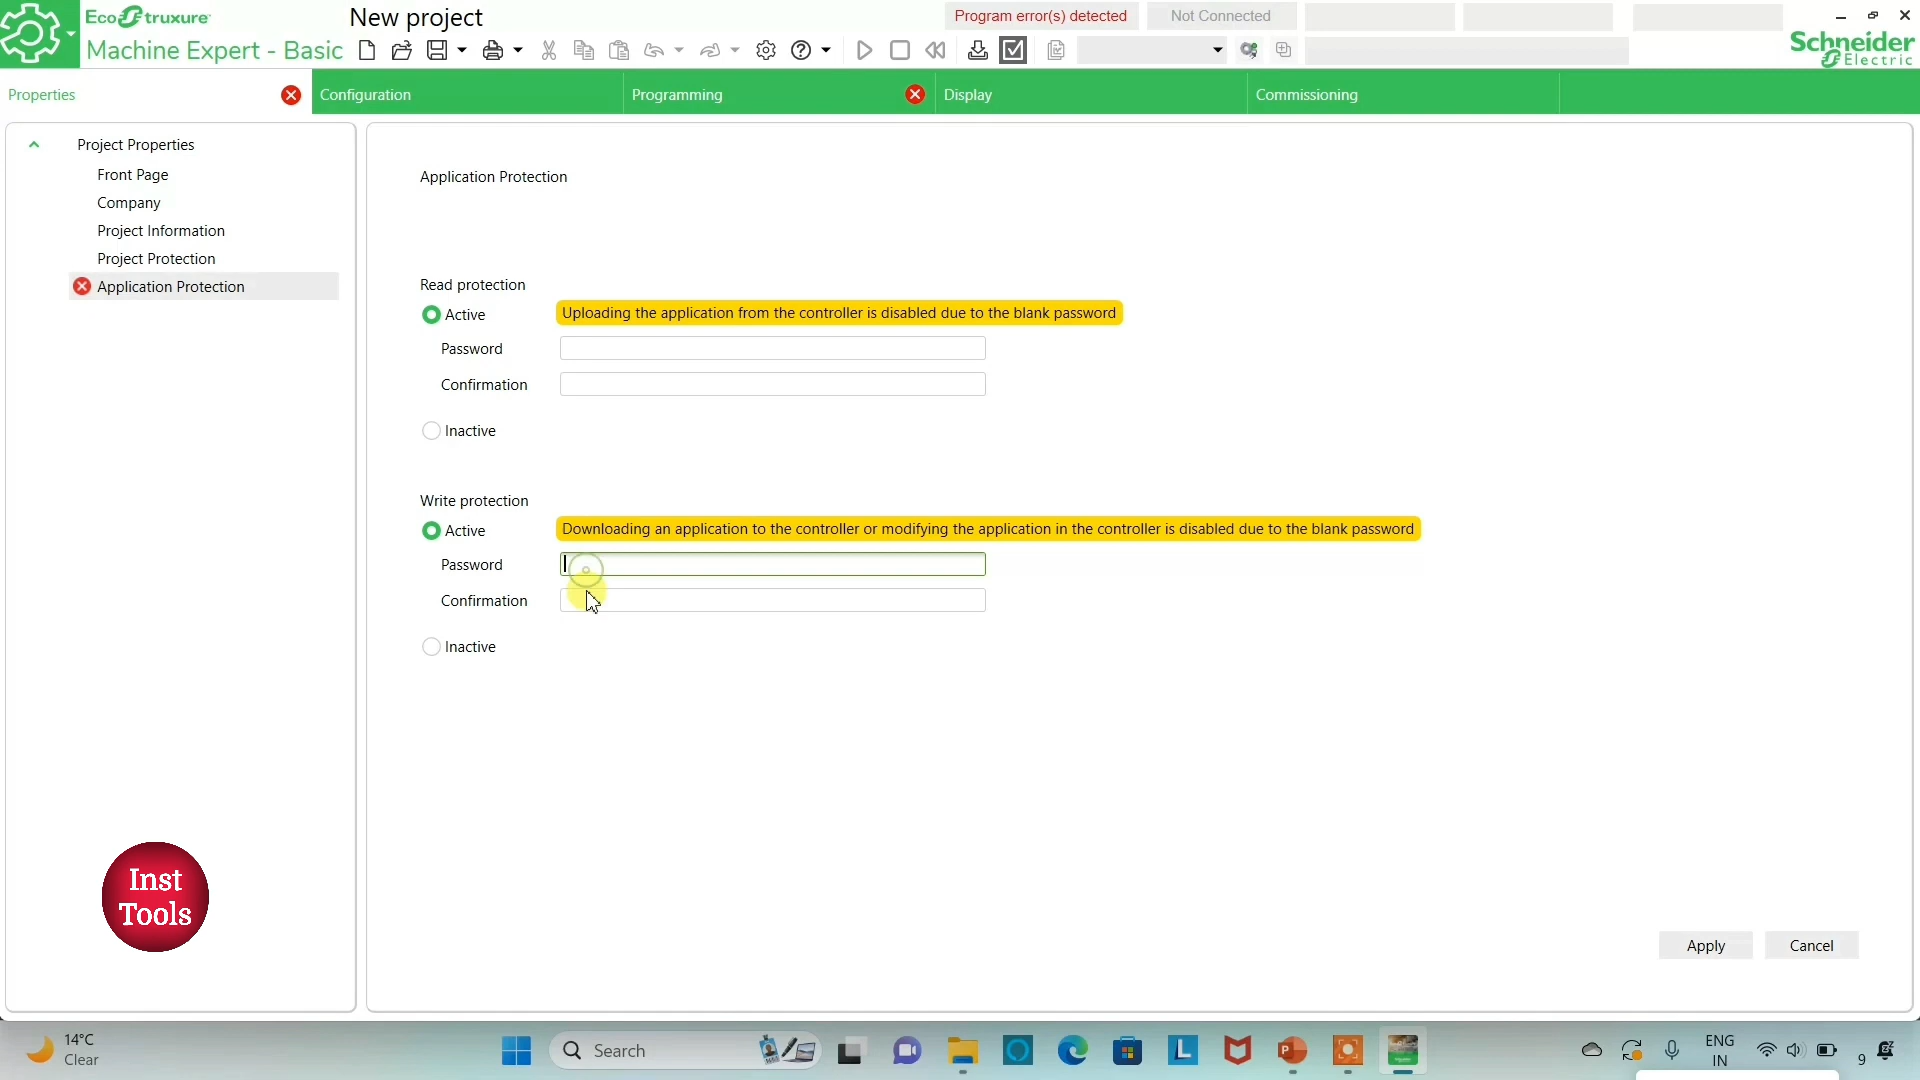 EcoStruxure
Machine Expert - Basic
New project
Program error(s) detected
Not Connected
Schneider
Electric
Properties
Configuration
Programming
Display
Commissioning
Project Properties
Front Page
Company
Project Information
Project Protection
Application Protection
Application Protection
Read protection
Active
Uploading the application from the controller is disabled due to the blank password
Password
Confirmation
Inactive
Write protection
Active
Downloading an application to the controller or modifying the application in the controller is disabled due to the blank password
Password
Confirmation
Inactive
Inst
Tools
Apply
Cancel
14°C
Clear
Search
L
P
ENG
IN
9